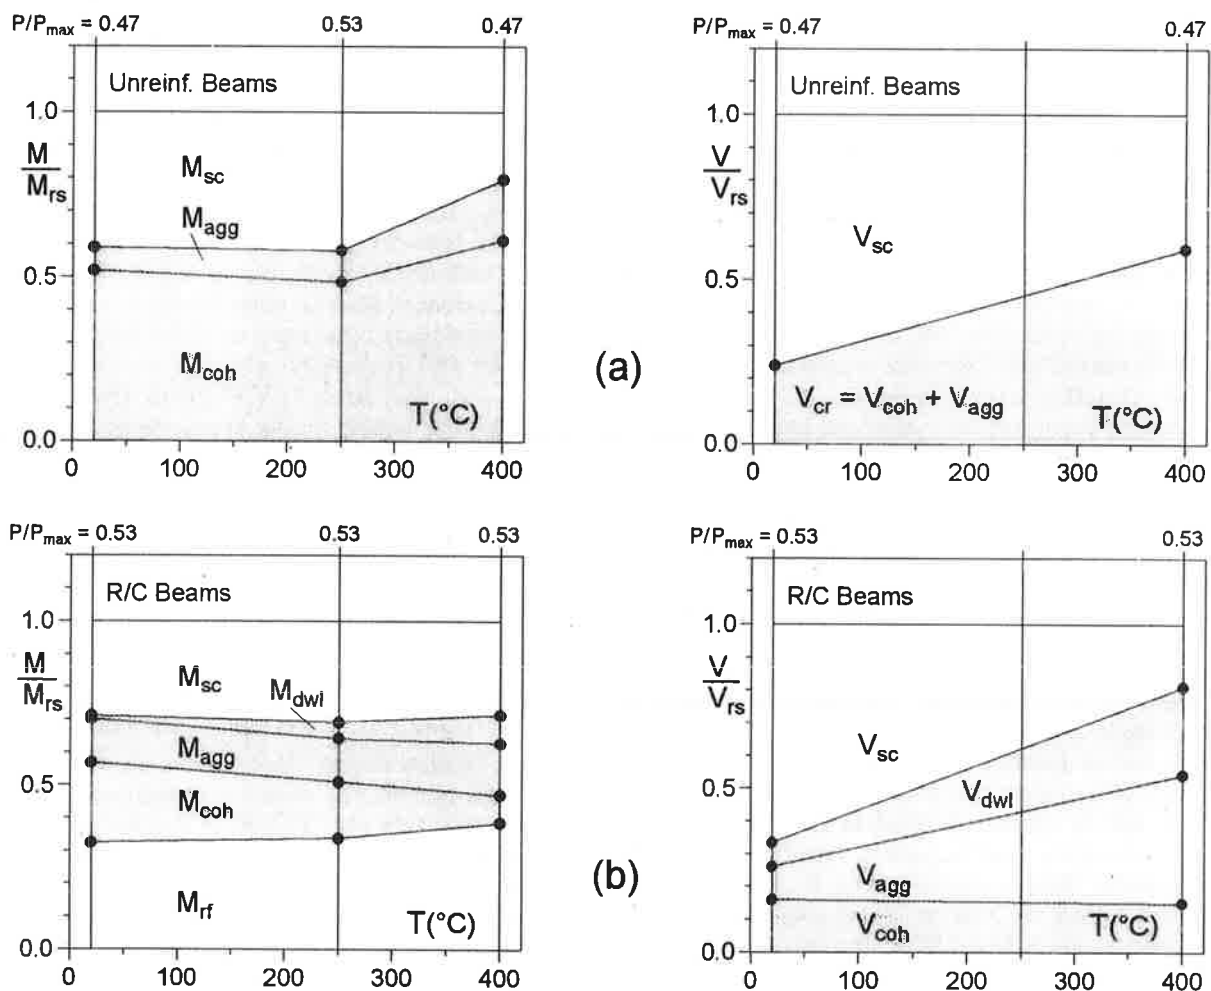 P/Pmax = 0.47 0.53 0.47
Unreinf. Beams
1.0
M
Mrs
Msc
Magg
0.5
Mcoh
T(°C)
0.0
0 100 200 300 400
P/Pmax = 0.47 0.47
Unreinf. Beams
1.0
V
Vrs
Vsc
0.5
Vcr = Vcoh + Vagg
T(°C)
0.0
0 100 200 300 400
(a)
P/Pmax = 0.53 0.53 0.53
R/C Beams
1.0
M
Mrs
Msc
Mdwl
Magg
0.5
Mcoh
Mrf
T(°C)
0.0
0 100 200 300 400
P/Pmax = 0.53 0.53
R/C Beams
1.0
V
Vrs
Vsc
Vdwl
0.5
Vagg
Vcoh
T(°C)
0.0
0 100 200 300 400
(b)